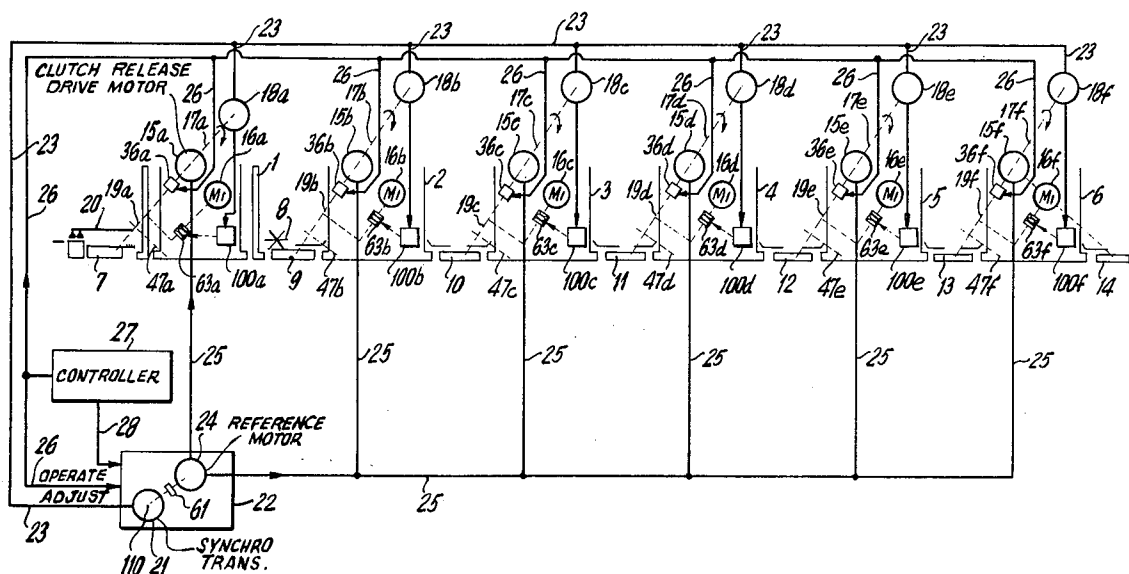 23 23 23 23 23 23 23
CLUTCH RELEASE
DRIVE MOTOR
26 17a 18a 26 17b 18b 26 17c 18c 26 17d 18d 26 17e 18e 26 17f 18f
15a 16a 15b 16b 15c 16c 15d 16d 15e 16e 15f 16f
36a 36b 36c 36d 36e 36f
M1 M1 M1 M1 M1 M1
1 2 3 4 5 6
23 26 20 19a 8 19b 19c 19d 19e 19f
7 47a 63a 100a 9 47b 63b 100b 10 47c 63c 100c 11 47d 63d 100d 12 47e 63e 100e 13 47f 63f 100f 14
27
CONTROLLER
25 25 25 25 25 25
28 24 REFERENCE
MOTOR
26 OPERATE
ADJUST 61 22 25
23
110 21 SYNCHRO
TRANS.